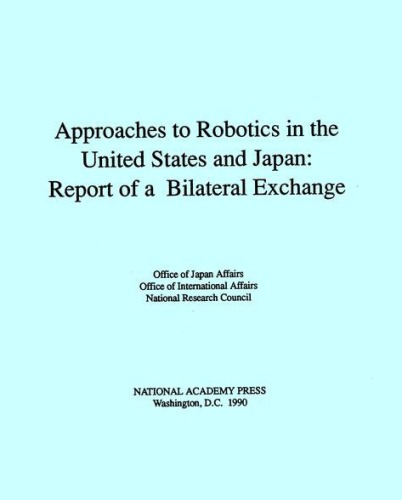 Approaches to Robotics in the
United States and Japan:
Report of a Bilateral Exchange
Office of Japan Affairs
Office of International Affairs
National Research Council
NATIONAL ACADEMY PRESS
Washington, D.C. 1990